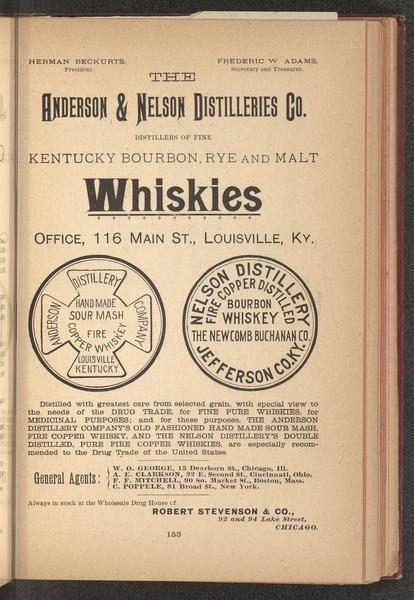 HERMAN BECKURTS,
President.
FREDERIC W ADAMS,
Secretary and Treasurer.
THE
ANDERSON & NELSON DISTILLERIES CO.
DISTILLERS OF FINE
KENTUCKY BOURBON, RYE AND MALT
Whiskies
OFFICE, 116 MAIN ST., LOUISVILLE, KY.
ANDERSON DISTILLERY COMPANY
HAND MADE
SOUR MASH
FIRE
COPPER WHISKEY
LOUISVILLE
KENTUCKY
NELSON DISTILLERY
FIRE COPPER DISTILLED
BOURBON
WHISKEY
THE NEWCOMB BUCHANAN CO.
JEFFERSON CO. KY.
Distilled with greatest care from selected grain, with special view to
the needs of the DRUG TRADE, for FINE PURE WHISKIES, for
MEDICINAL PURPOSES; and for these purposes, THE ANDERSON
DISTILLERY COMPANY'S OLD FASHIONED HAND MADE SOUR MASH,
FIRE COPPER WHISKY, AND THE NELSON DISTILLERY'S DOUBLE
DISTILLED, PURE FIRE COPPER WHISKIES, are especially recom-
mended to the Drug Trade of the United States.
General Agents:
W. O. GEORGE, 15 Dearborn St., Chicago, Ill.
A. E. CLARKSON, 22 E. Second St., Cincinnati, Ohio.
F. F. MITCHELL, 90 So. Market St., Boston, Mass.
C. POPPELE, 81 Broad St., New York.
Always in stock at the Wholesale Drug House of
ROBERT STEVENSON & CO.,
92 and 94 Lake Street,
CHICAGO.
153